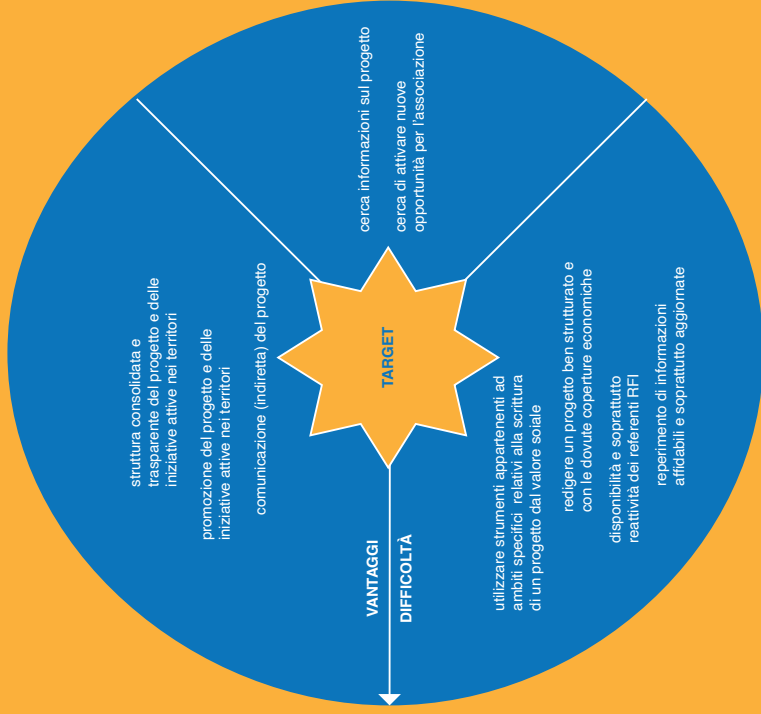 cerca informazioni sul progetto
cerca di attivare nuove
opportunità per l'associazione
struttura consolidata e
trasparente del progetto e delle
iniziative attive nei territori
promozione del progetto e delle
iniziative attive nei territori
comunicazione (indiretta) del progetto
TARGET
VANTAGGI
DIFFICOLTÀ
utilizzare strumenti appartenenti ad
ambiti specifici relativi alla scrittura
di un progetto dal valore soiale
redigere un progetto ben strutturato e
con le dovute coperture economiche
disponibilità e soprattutto
reattività dei referenti RFI
reperimento di informazioni
affidabili e soprattutto aggiornate